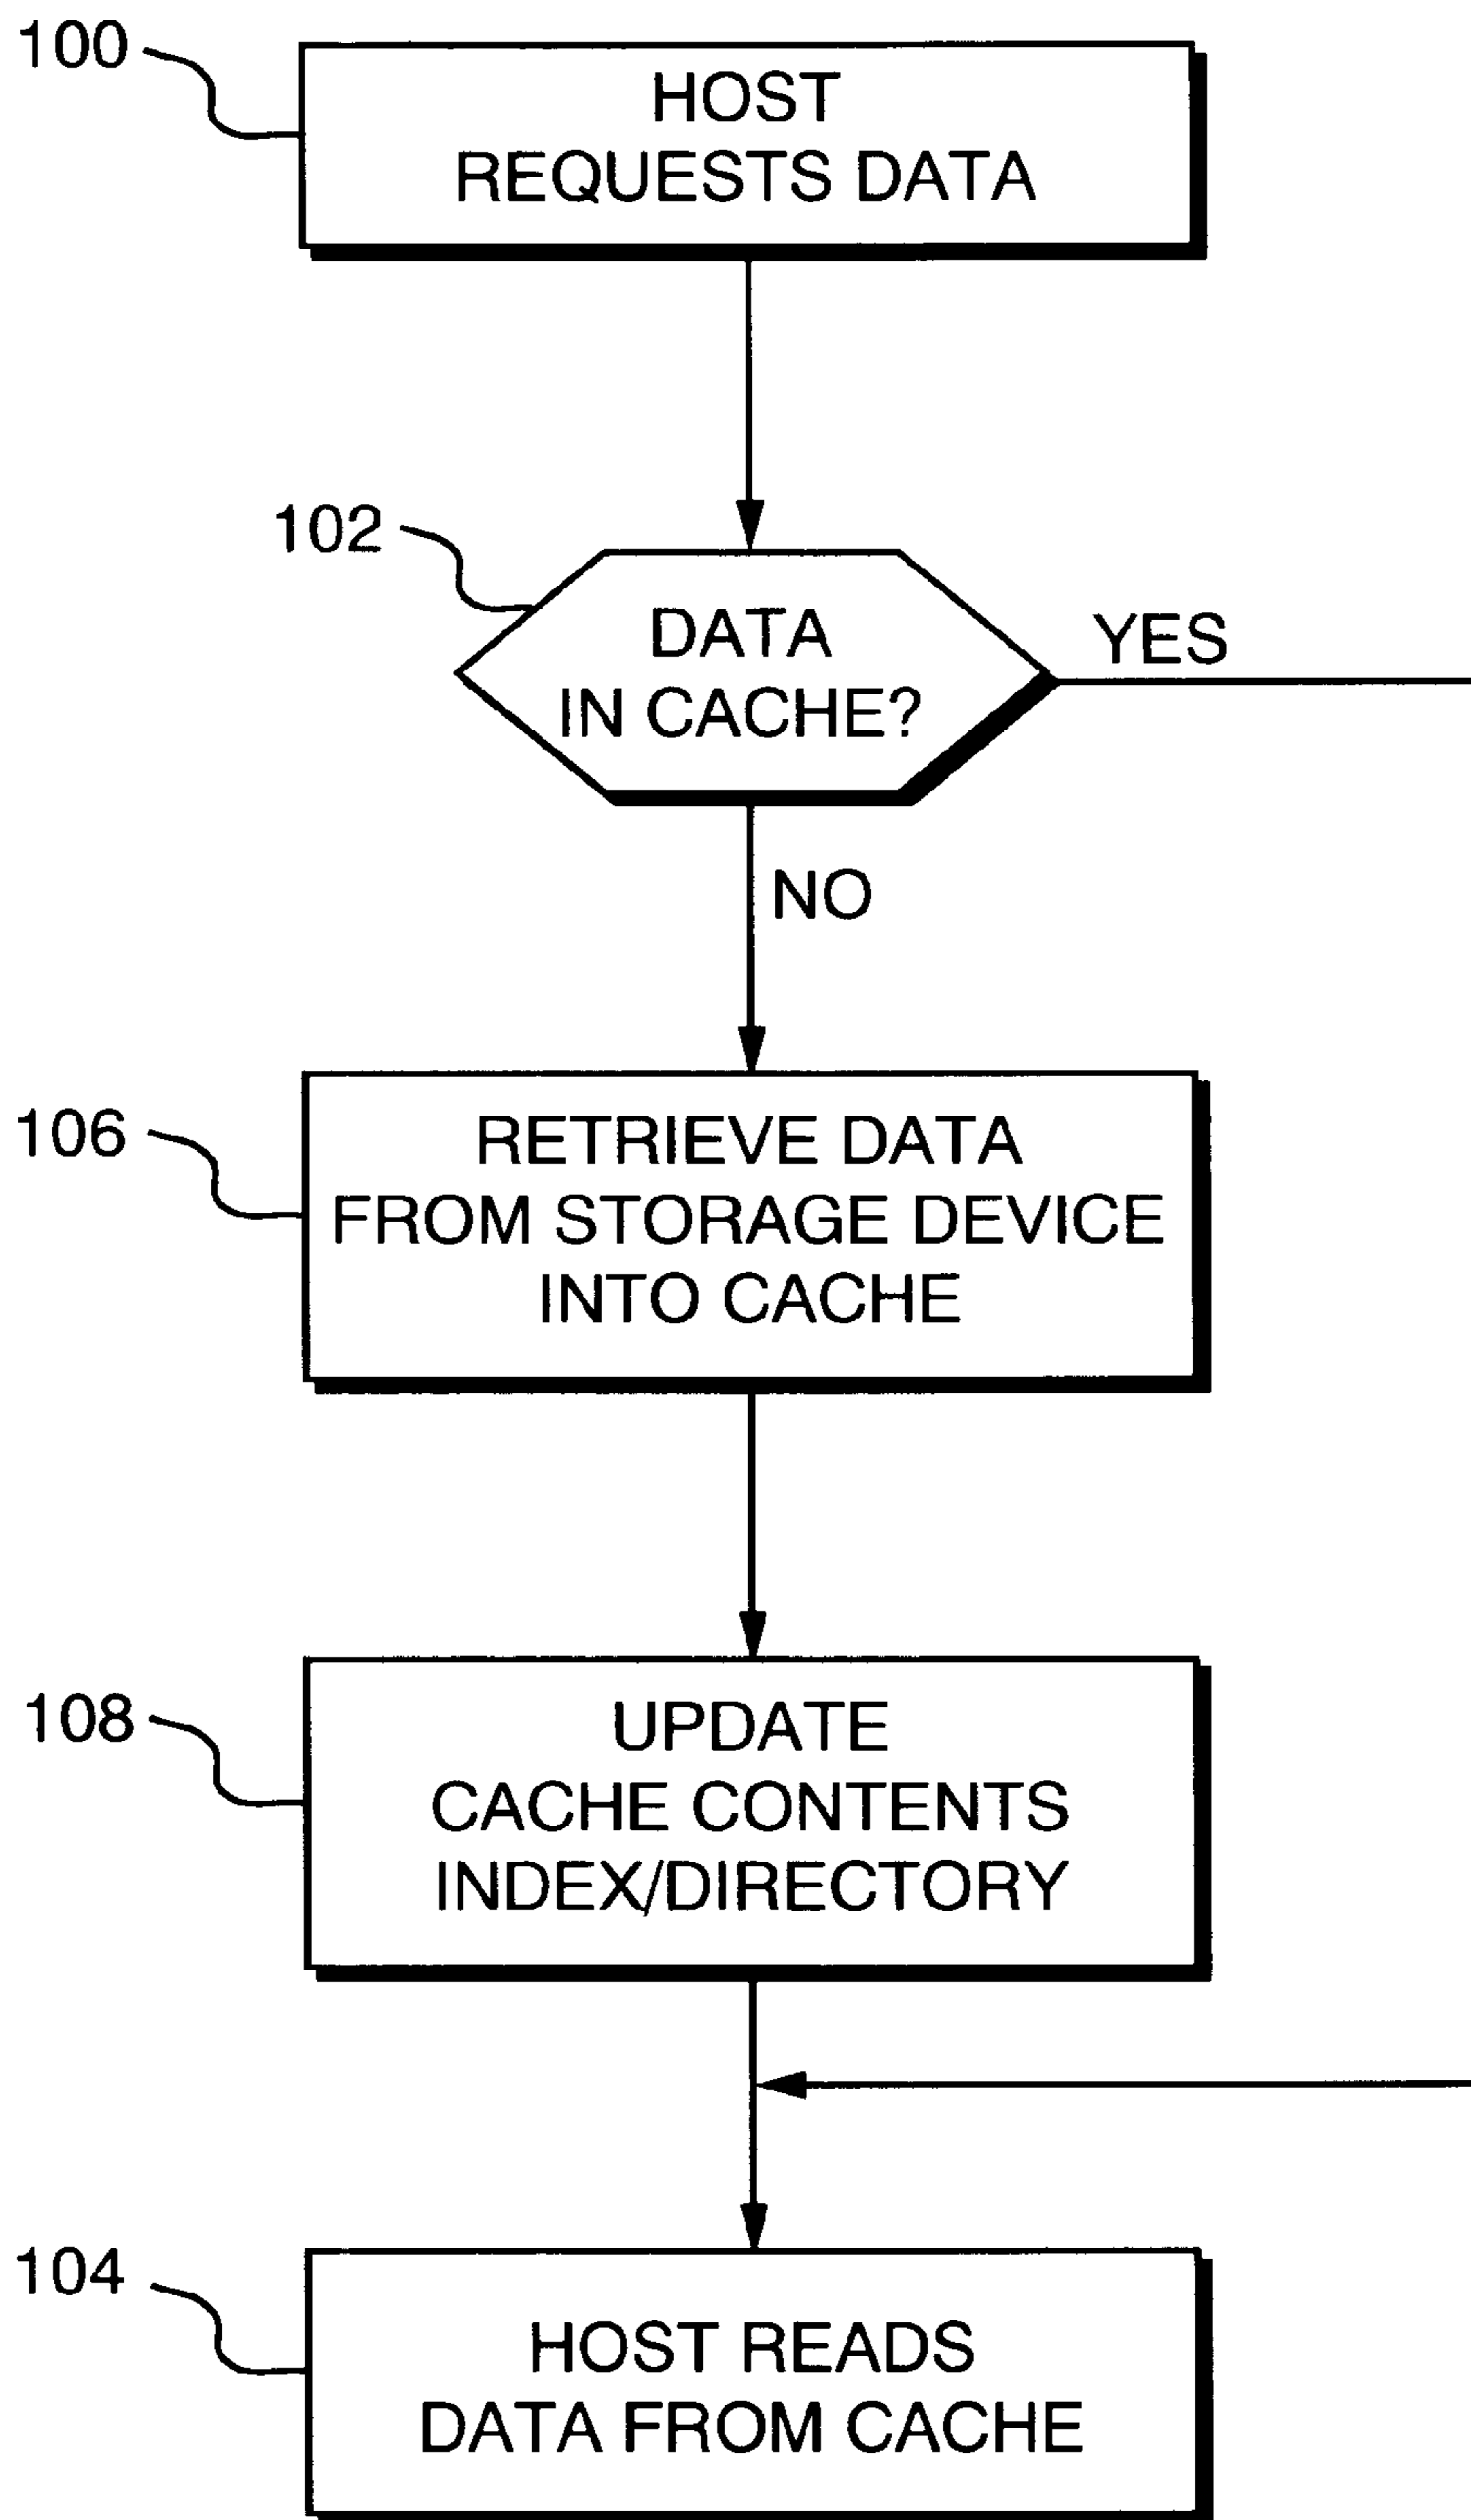 100
HOST
REQUESTS DATA
102
DATA
IN CACHE?
YES
NO
106
RETRIEVE DATA
FROM STORAGE DEVICE
INTO CACHE
108
UPDATE
CACHE CONTENTS
INDEX/DIRECTORY
104
HOST READS
DATA FROM CACHE